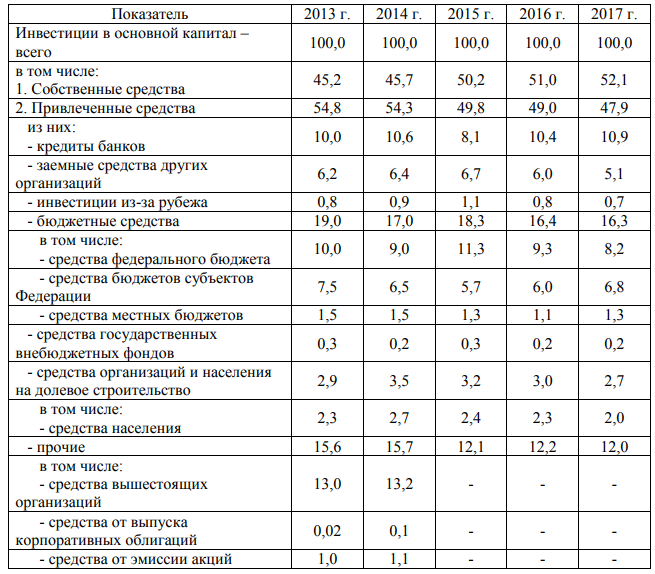 Показатель 2013 г. 2014 г. 2015 г. 2016 г. 2017 г.
Инвестиции в основной капитал –
всего 100,0 100,0 100,0 100,0 100,0
в том числе:
1. Собственные средства 45,2 45,7 50,2 51,0 52,1
2. Привлеченные средства 54,8 54,3 49,8 49,0 47,9
из них:
- кредиты банков 10,0 10,6 8,1 10,4 10,9
- заемные средства других
организаций 6,2 6,4 6,7 6,0 5,1
- инвестиции из-за рубежа 0,8 0,9 1,1 0,8 0,7
- бюджетные средства 19,0 17,0 18,3 16,4 16,3
в том числе:
- средства федерального бюджета 10,0 9,0 11,3 9,3 8,2
- средства бюджетов субъектов
Федерации 7,5 6,5 5,7 6,0 6,8
- средства местных бюджетов 1,5 1,5 1,3 1,1 1,3
- средства государственных
внебюджетных фондов 0,3 0,2 0,3 0,2 0,2
- средства организаций и населения
на долевое строительство 2,9 3,5 3,2 3,0 2,7
в том числе:
- средства населения 2,3 2,7 2,4 2,3 2,0
- прочие 15,6 15,7 12,1 12,2 12,0
в том числе:
- средства вышестоящих
организаций 13,0 13,2 - - -
- средства от выпуска
корпоративных облигаций 0,02 0,1 - - -
- средства от эмиссии акций 1,0 1,1 - - -